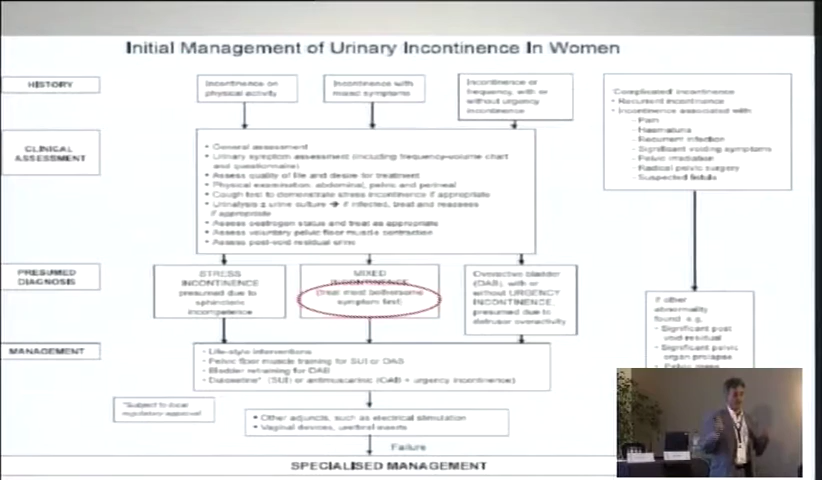 Initial Management of Urinary Incontinence In Women
HISTORY
Incontinence on
physical activity
Incontinence with
mixed symptoms
Incontinence or
frequency, with or
without urgency
incontinence
'Complicated' incontinence
• Recurrent incontinence
• Incontinence associated with
- Pain
- Haematuria
- Recurrent infection
- Significant voiding symptoms
- Pelvic irradiation
- Radical pelvic surgery
- Suspected fistula
CLINICAL
ASSESSMENT
• General assessment
• Urinary symptom assessment (including frequency-volume chart
and questionnaire)
• Assess quality of life and desire for treatment
• Physical examination: abdominal, pelvic and perineal
• Cough test to demonstrate stress incontinence if appropriate
• Urinalysis ± urine culture ➔ if infected, treat and reassess
if appropriate
• Assess oestrogen status and treat as appropriate
• Assess voluntary pelvic floor muscle contraction
• Assess post-void residual urine
PRESUMED
DIAGNOSIS
STRESS
INCONTINENCE
presumed due to
sphincteric
incompetence
MIXED
INCONTINENCE
(treat most bothersome
symptom first)
Overactive bladder
(OAB), with or
without URGENCY
INCONTINENCE,
presumed due to
detrusor overactivity
If other
abnormality
found e.g.
• Significant post
void residual
• Significant pelvic
organ prolapse
• Pelvic mass
MANAGEMENT
• Life-style interventions
• Pelvic floor muscle training for SUI or OAB
• Bladder retraining for OAB
• Duloxetine* (SUI) or antimuscarinic (OAB ± urgency incontinence)
*Subject to local
regulatory approval
• Other adjuncts, such as electrical stimulation
• Vaginal devices, urethral inserts
Failure
SPECIALISED MANAGEMENT